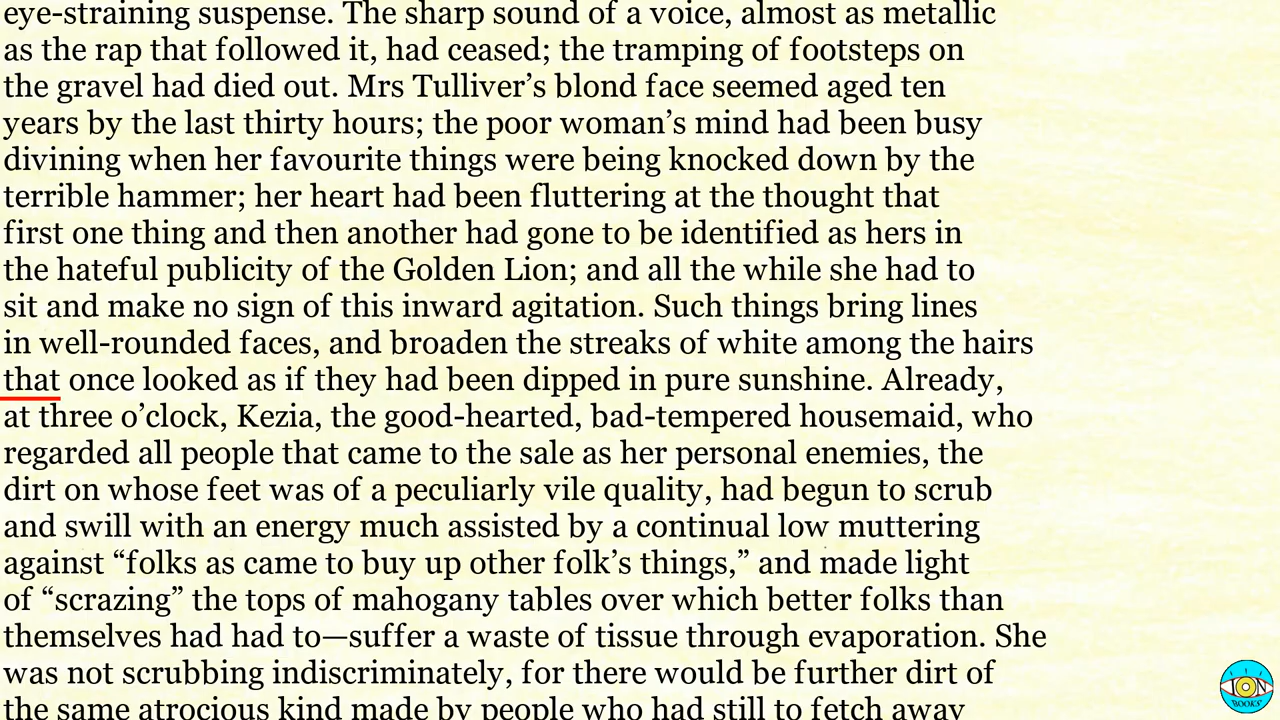 eye-straining suspense. The sharp sound of a voice, almost as metallic
as the rap that followed it, had ceased; the tramping of footsteps on
the gravel had died out. Mrs Tulliver’s blond face seemed aged ten
years by the last thirty hours; the poor woman’s mind had been busy
divining when her favourite things were being knocked down by the
terrible hammer; her heart had been fluttering at the thought that
first one thing and then another had gone to be identified as hers in
the hateful publicity of the Golden Lion; and all the while she had to
sit and make no sign of this inward agitation. Such things bring lines
in well-rounded faces, and broaden the streaks of white among the hairs
that once looked as if they had been dipped in pure sunshine. Already,
at three o’clock, Kezia, the good-hearted, bad-tempered housemaid, who
regarded all people that came to the sale as her personal enemies, the
dirt on whose feet was of a peculiarly vile quality, had begun to scrub
and swill with an energy much assisted by a continual low muttering
against “folks as came to buy up other folk’s things,” and made light
of “scrazing” the tops of mahogany tables over which better folks than
themselves had had to—suffer a waste of tissue through evaporation. She
was not scrubbing indiscriminately, for there would be further dirt of
the same atrocious kind made by people who had still to fetch away
ION
BOOKS